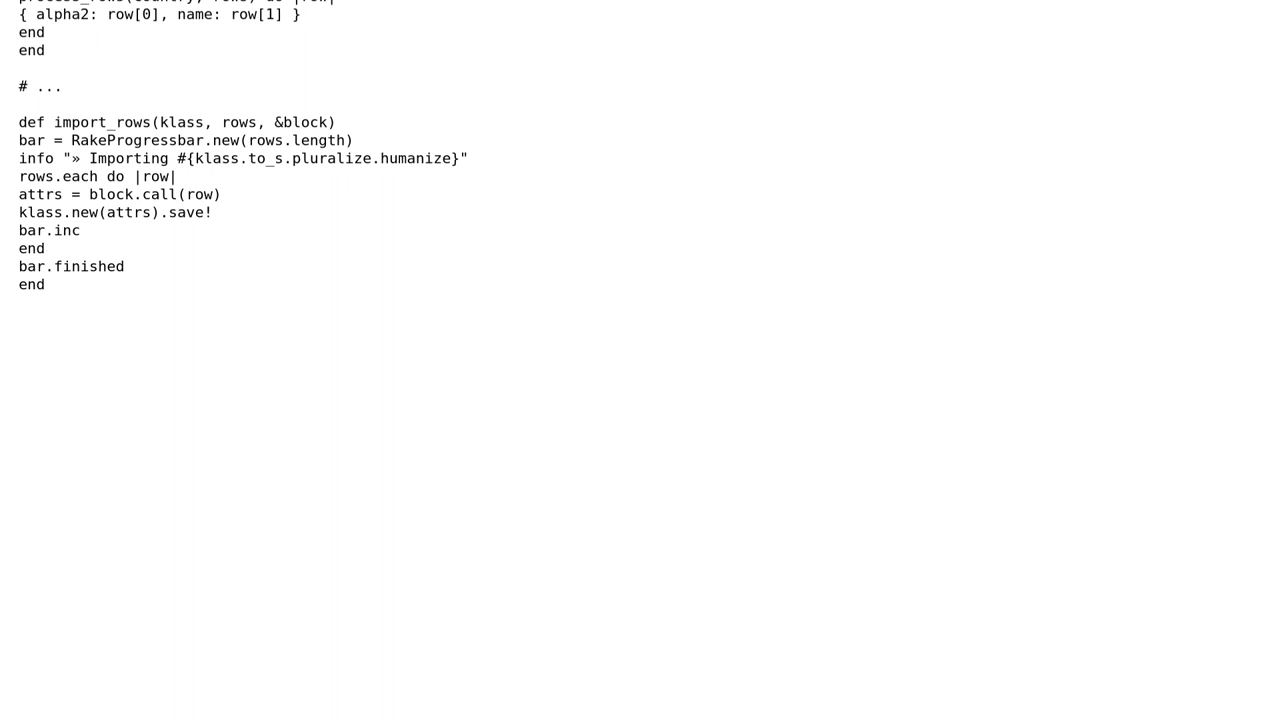 { alpha2: row[0], name: row[1] }
end
end

# ...

def import_rows(klass, rows, &block)
bar = RakeProgressbar.new(rows.length)
info "» Importing #{klass.to_s.pluralize.humanize}"
rows.each do |row|
attrs = block.call(row)
klass.new(attrs).save!
bar.inc
end
bar.finished
end